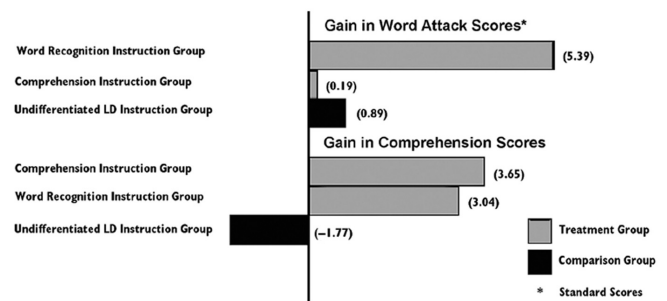 Gain in Word Attack Scores*
Word Recognition Instruction Group (5.39)
Comprehension Instruction Group (0.19)
Undifferentiated LD Instruction Group (0.89)
Gain in Comprehension Scores
Comprehension Instruction Group (3.65)
Word Recognition Instruction Group (3.04)
Undifferentiated LD Instruction Group (−1.77)
Treatment Group
Comparison Group
* Standard Scores